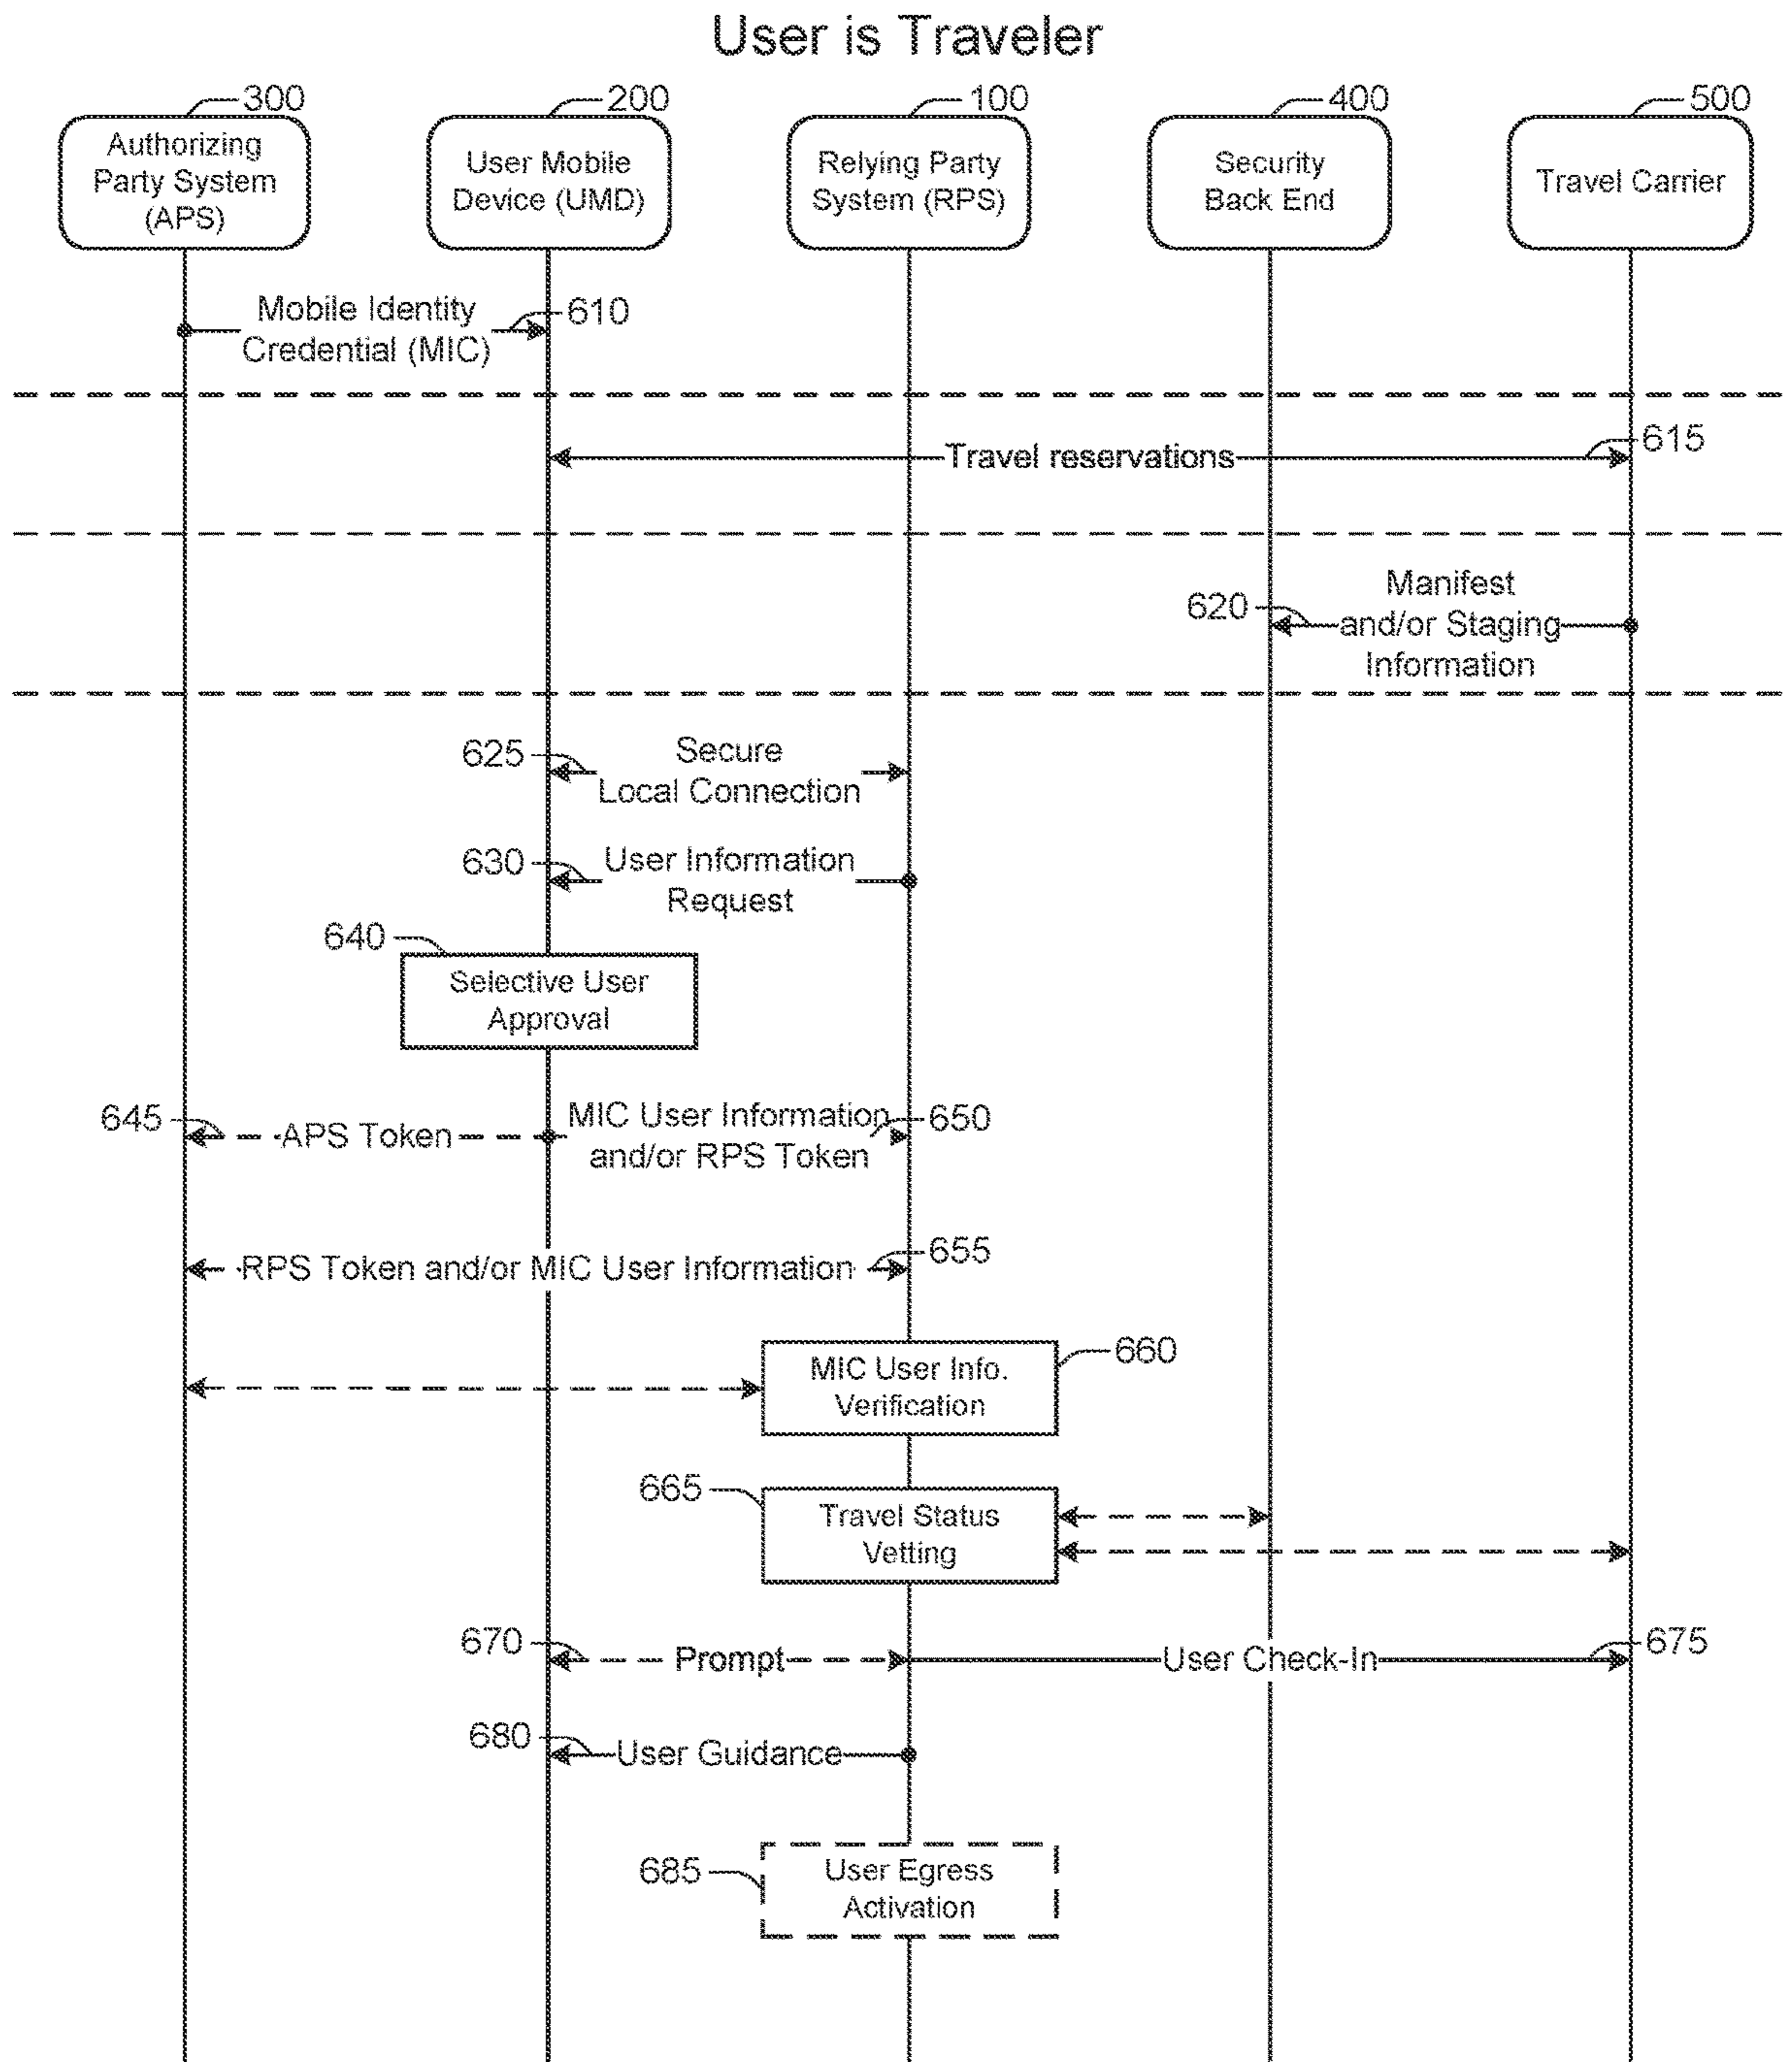 User is Traveler
300
200
100
400
500
Authorizing
Party System
(APS)
User Mobile
Device (UMD)
Relying Party
System (RPS)
Security
Back End
Travel Carrier
Mobile Identity
Credential (MIC)
610
Travel reservations
615
620
Manifest
and/or Staging
Information
625
Secure
Local Connection
630
User Information
Request
640
Selective User
Approval
645
APS Token
MIC User Information
and/or RPS Token
650
RPS Token and/or MIC User Information
655
MIC User Info.
Verification
660
665
Travel Status
Vetting
670
Prompt
User Check-In
675
680
User Guidance
685
User Egress
Activation